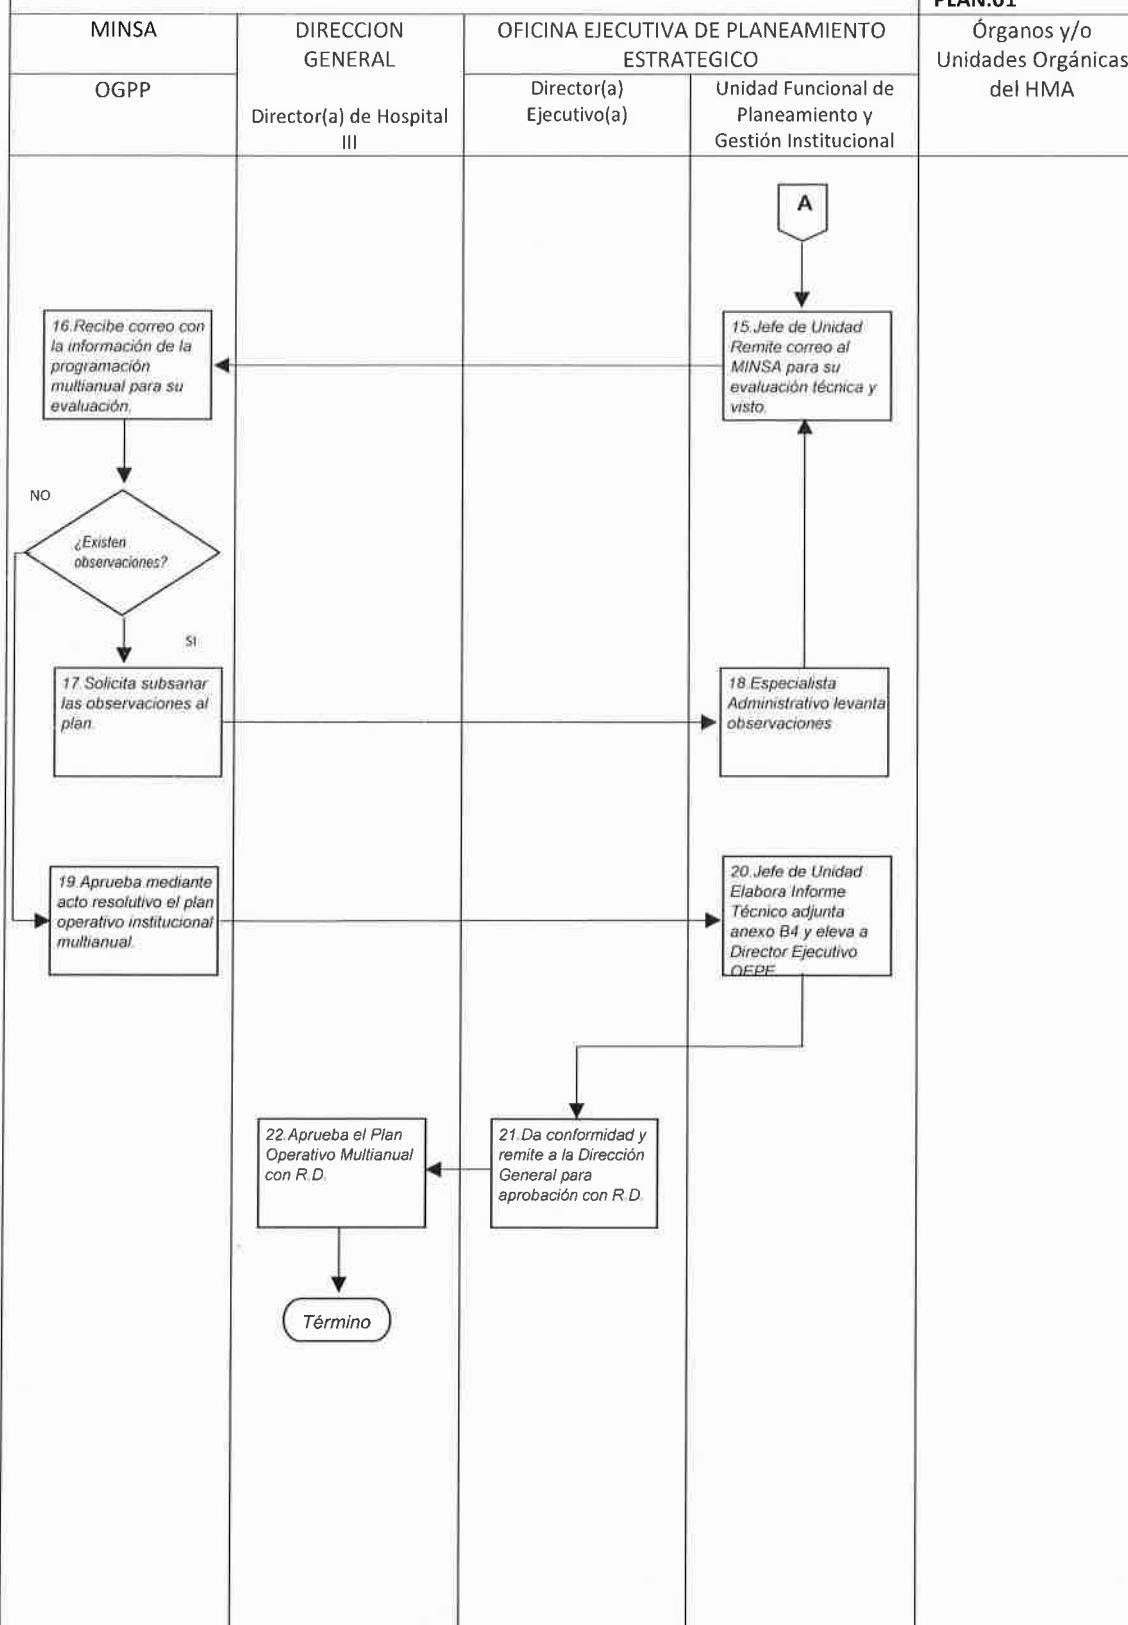 PLAN.01
MINSA
OGPP
DIRECCION
GENERAL
Director(a) de Hospital
III
OFICINA EJECUTIVA DE PLANEAMIENTO
ESTRATEGICO
Director(a)
Ejecutivo(a)
Unidad Funcional de
Planeamiento y
Gestión Institucional
Órganos y/o
Unidades Orgánicas
del HMA
A
15.Jefe de Unidad
Remite correo al
MINSA para su
evaluación técnica y
visto.
16.Recibe correo con
la información de la
programación
multianual para su
evaluación.
NO
¿Existen
observaciones?
SI
17.Solicita subsanar
las observaciones al
plan.
18.Especialista
Administrativo levanta
observaciones
19.Aprueba mediante
acto resolutivo el plan
operativo institucional
multianual.
20.Jefe de Unidad
Elabora Informe
Técnico adjunta
anexo B4 y eleva a
Director Ejecutivo
OEPE
21.Da conformidad y
remite a la Dirección
General para
aprobación con R.D.
22.Aprueba el Plan
Operativo Multianual
con R.D.
Término